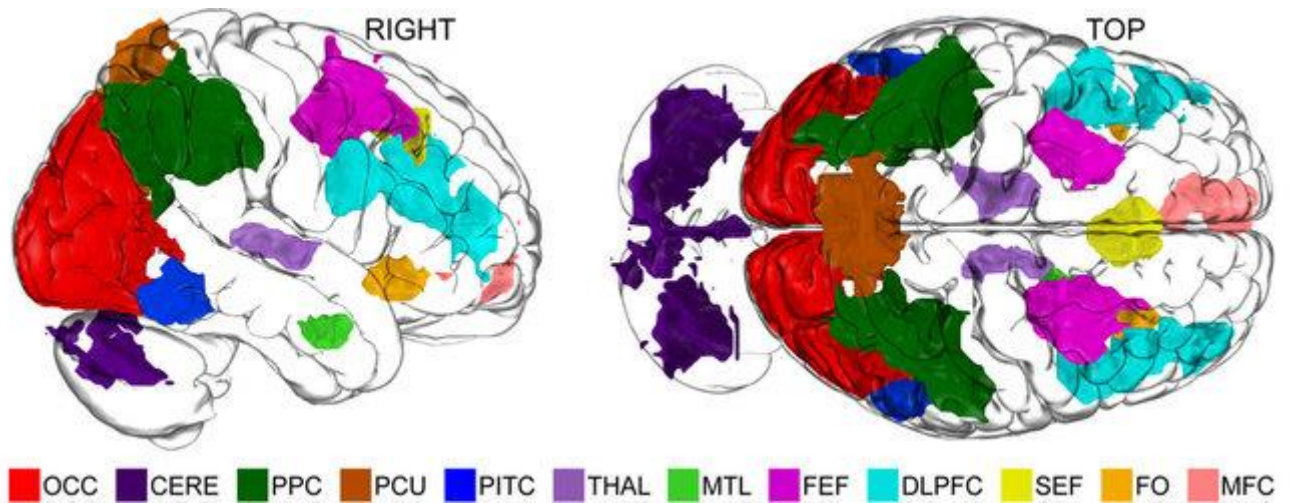 RIGHT
TOP
OCC CERE PPC PCU PITC THAL MTL FEF DLPFC SEF FO MFC